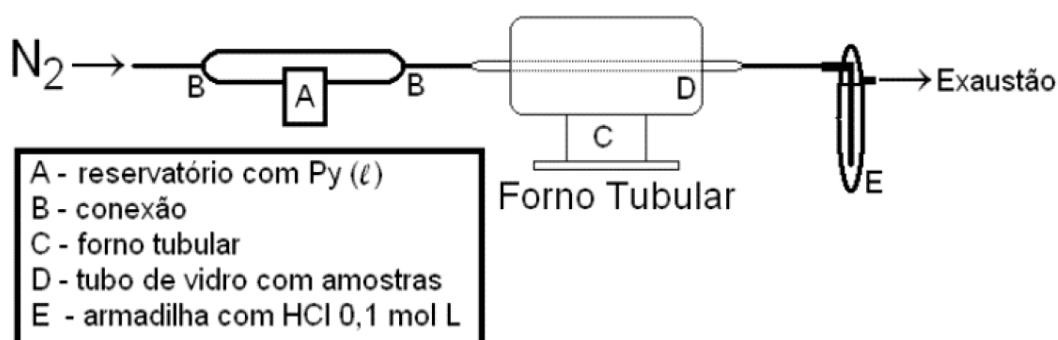 N2
B
B
A
D
C
E
Exaustão
Forno Tubular
A - reservatório com Py (ℓ)
B - conexão
C - forno tubular
D - tubo de vidro com amostras
E - armadilha com HCl 0,1 mol L